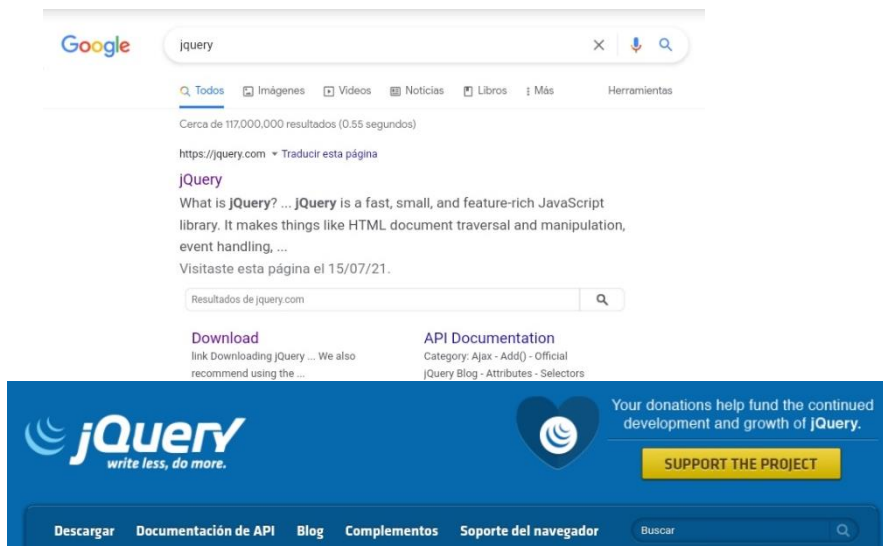 Google
jquery
Todos Imágenes Videos Noticias Libros Más Herramientas
Cerca de 117,000,000 resultados (0.55 segundos)
https://jquery.com Traducir esta página
jQuery
What is jQuery? ... jQuery is a fast, small, and feature-rich JavaScript
library. It makes things like HTML document traversal and manipulation,
event handling, ...
Visitaste esta página el 15/07/21.
Resultados de jquery.com
Download
link Downloading jQuery ... We also
recommend using the ...
API Documentation
Category: Ajax - Add() - Official
jQuery Blog - Attributes - Selectors
jQuery
write less, do more.
Your donations help fund the continued
development and growth of jQuery.
SUPPORT THE PROJECT
Descargar Documentación de API Blog Complementos Soporte del navegador Buscar